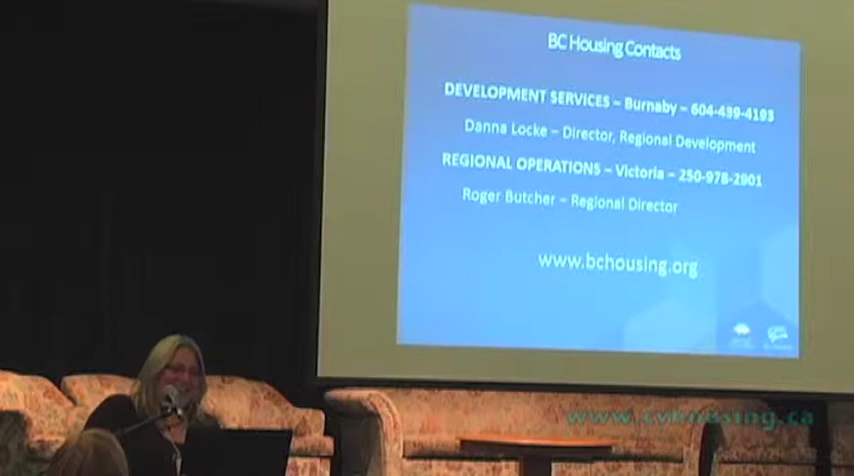 BC Housing Contacts
DEVELOPMENT SERVICES – Burnaby – 604-439-4193
Danna Locke – Director, Regional Development
REGIONAL OPERATIONS – Victoria – 250-978-2901
Roger Butcher – Regional Director
www.bchousing.org
www.cvhousing.ca